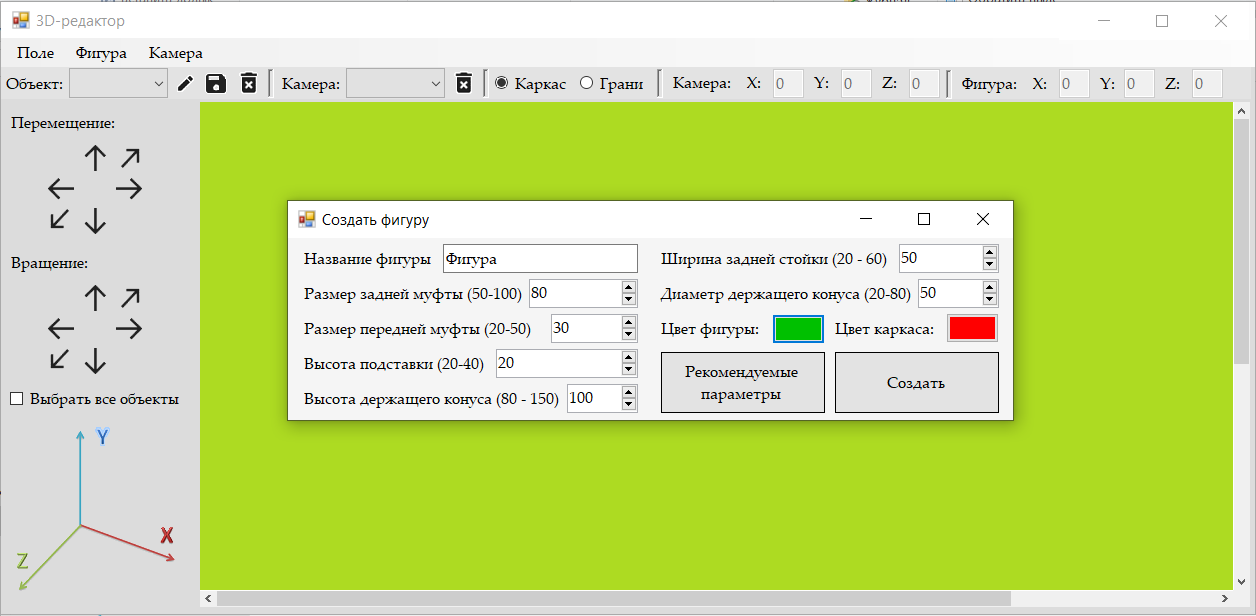 3D-редактор
Поле Фигура Камера
Объект: Камера: Каркас Грани Камера: X: 0 Y: 0 Z: 0 Фигура: X: 0 Y: 0 Z: 0
Перемещение:
Вращение:
Выбрать все объекты
Y
X
Z
Создать фигуру
Название фигуры Фигура
Размер задней муфты (50-100) 80
Размер передней муфты (20-50) 30
Высота подставки (20-40) 20
Высота держащего конуса (80 - 150) 100
Ширина задней стойки (20 - 60) 50
Диаметр держащего конуса (20-80) 50
Цвет фигуры: Цвет каркаса:
Рекомендуемые
параметры
Создать